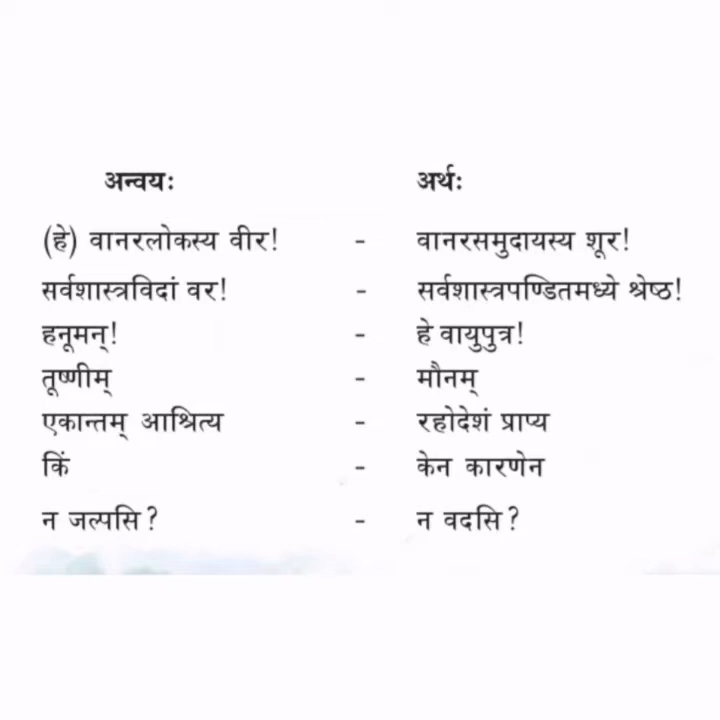 अन्वयः अर्थः
(हे) वानरलोकस्य वीर! - वानरसमुदायस्य शूर!
सर्वशास्त्रविदां वर! - सर्वशास्त्रपण्डितमध्ये श्रेष्ठ!
हनूमन्! - हे वायुपुत्र!
तूष्णीम् - मौनम्
एकान्तम् आश्रित्य - रहोदेशं प्राप्य
किं - केन कारणेन
न जल्पसि? - न वदसि?